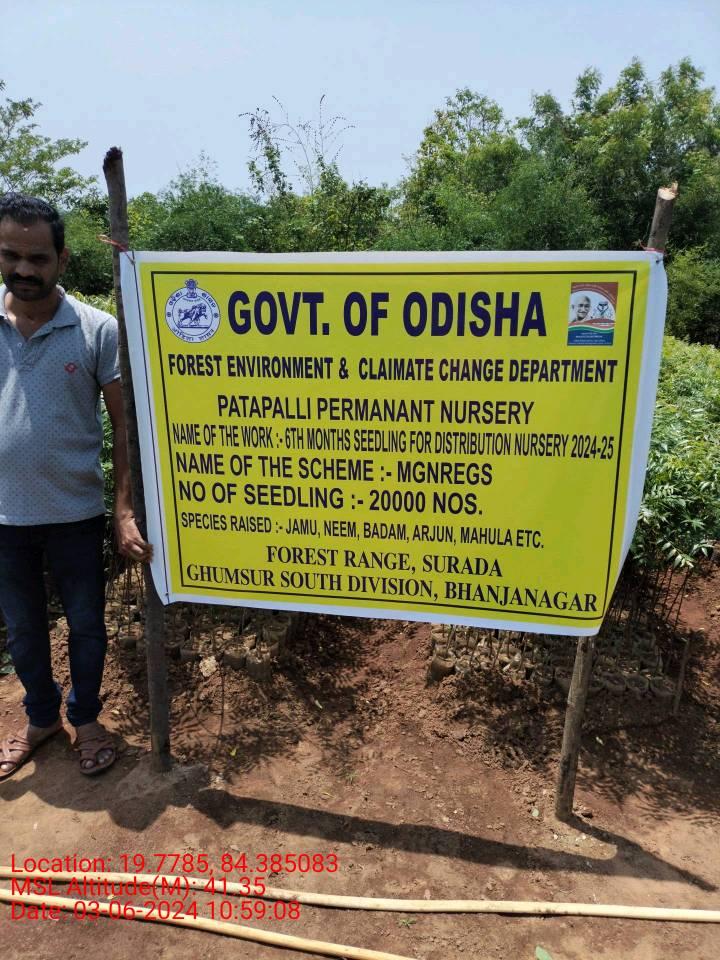 GOVT. OF ODISHA
FOREST ENVIRONMENT & CLAIMATE CHANGE DEPARTMENT
PATAPALLI PERMANANT NURSERY
NAME OF THE WORK :- 6TH MONTHS SEEDLING FOR DISTRIBUTION NURSERY 2024-25
NAME OF THE SCHEME :- MGNREGS
NO OF SEEDLING :- 20000 NOS.
SPECIES RAISED :- JAMU, NEEM, BADAM, ARJUN, MAHULA ETC.
FOREST RANGE, SURADA
GHUMSUR SOUTH DIVISION, BHANJANAGAR
Location: 19.7785, 84.385083
MSL Altitude(M): 41.35
Date: 03-06-2024 10:59:08